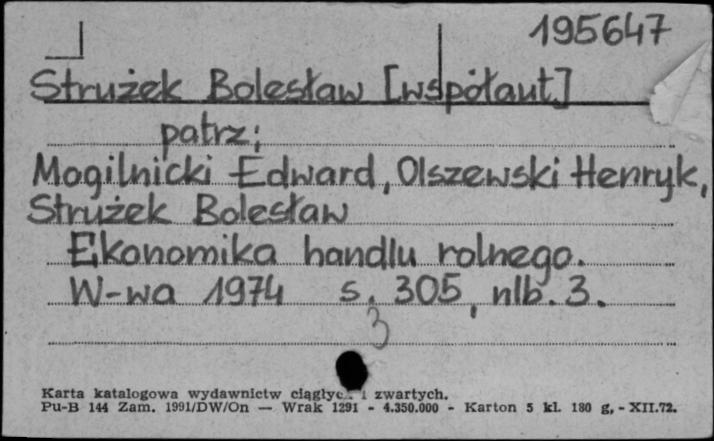 195647
Strużek Bolesław [współaut.]
patrz:
Mogilnicki Edward, Olszewski Henryk,
Strużek Bolesław
Ekonomika handlu rolnego.
W-wa 1974 s. 305, nlb. 3.
3
Karta katalogowa wydawnictw i zwartych.
Pu-B 144 Zam. 1991/DW/On — Wrak 1291 - 4.350.000 - Karton 5 kl. 180 g, - XII.72.